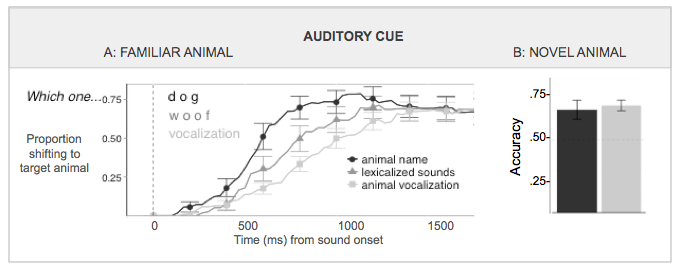 AUDITORY CUE
A: FAMILIAR ANIMAL
B: NOVEL ANIMAL
Which one...
dog
woof
vocalization
Proportion
shifting to
target animal
0.75
0.50
0.25
animal name
lexicalized sounds
animal vocalization
0
500
1000
1500
Time (ms) from sound onset
Accuracy
.75-
.50-
.25-